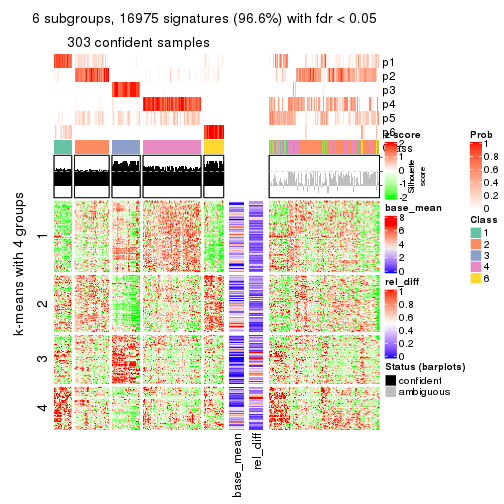 6 subgroups, 16975 signatures (96.6%) with fdr < 0.05
303 confident samples
p1
p2
p3
p4
p5
p6
Class
Silhouette score
k-means with 4 groups
1
2
3
4
base_mean
rel_diff
z-score
2
1
0
-1
-2
base_mean
8
6
4
2
0
rel_diff
1
0.8
0.6
0.4
0.2
0
Status (barplots)
confident
ambiguous
Prob
1
0.8
0.6
0.4
0.2
0
Class
1
2
3
4
6